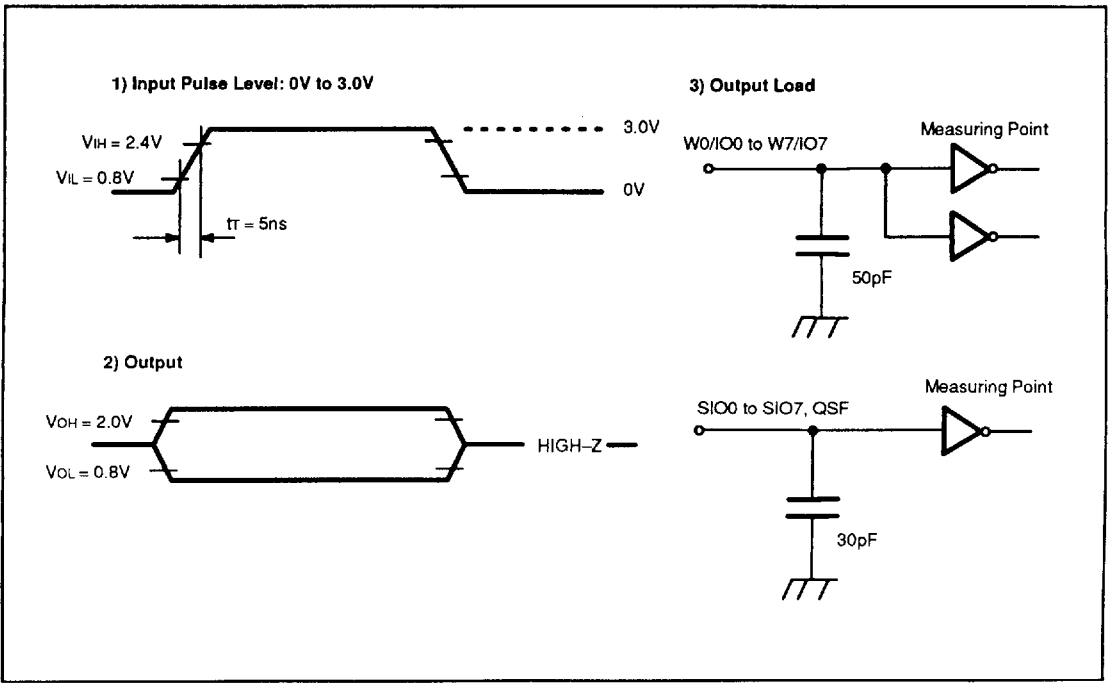 1) Input Pulse Level: 0V to 3.0V
VIH = 2.4V
VIL = 0.8V
tT = 5ns
3.0V
0V
2) Output
VOH = 2.0V
VOL = 0.8V
HIGH–Z
3) Output Load
W0/IO0 to W7/IO7
Measuring Point
50pF
SIO0 to SIO7, QSF
Measuring Point
30pF